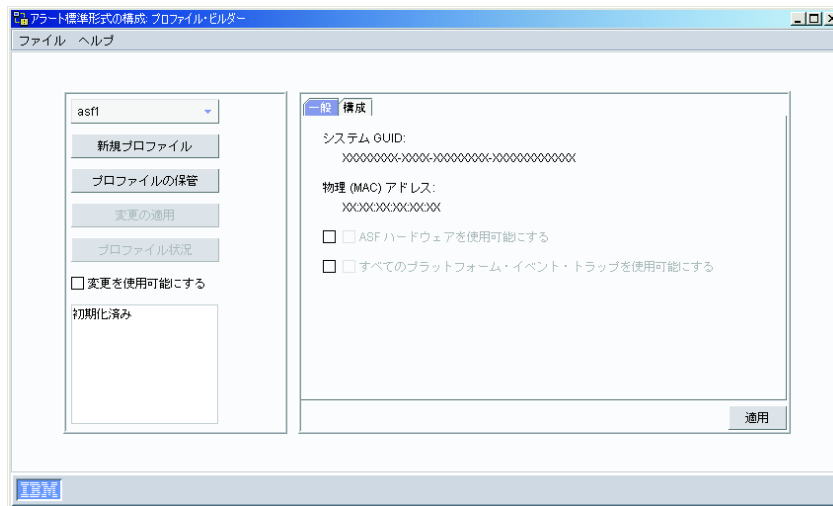 アラート標準形式の構成: プロファイル・ビルダー
ファイル ヘルプ
asf1
新規プロファイル
プロファイルの保管
変更の適用
プロファイル状況
変更を使用可能にする
初期化済み
一般 構成
システム GUID:
XXXXXXXX-XXXX-XXXXXXXX-XXXXXXXXXXXX
物理 (MAC) アドレス:
XX:XX:XX:XX:XX:XX
ASF ハードウェアを使用可能にする
すべてのプラットフォーム・イベント・トラップを使用可能にする
適用
IBM